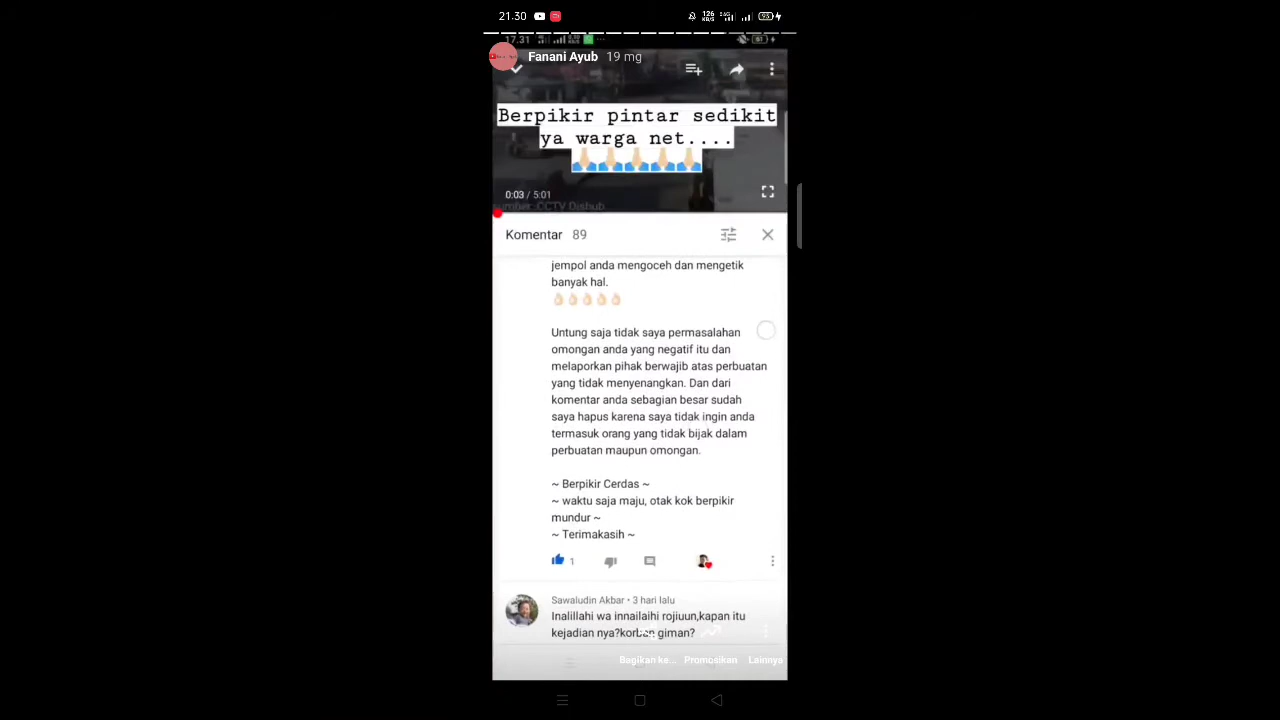 21.30
126
KB/S
93
17.31
61
Fanani Ayub 19 mg
Berpikir pintar sedikit
ya warga net....
🙏🏻🙏🏻🙏🏻🙏🏻🙏🏻
0:03 / 5:01
sumber: CCTV Dishub
Komentar 89
jempol anda mengoceh dan mengetik
banyak hal.
👌🏻👌🏻👌🏻👌🏻👌🏻
Untung saja tidak saya permasalahan
omongan anda yang negatif itu dan
melaporkan pihak berwajib atas perbuatan
yang tidak menyenangkan. Dan dari
komentar anda sebagian besar sudah
saya hapus karena saya tidak ingin anda
termasuk orang yang tidak bijak dalam
perbuatan maupun omongan.
~ Berpikir Cerdas ~
~ waktu saja maju, otak kok berpikir
mundur ~
~ Terimakasih ~
1
Sawaludin Akbar • 3 hari lalu
Inalillahi wa innailaihi rojiuun,kapan itu
kejadian nya?korban giman?
Bagikan ke... Promosikan Lainnya